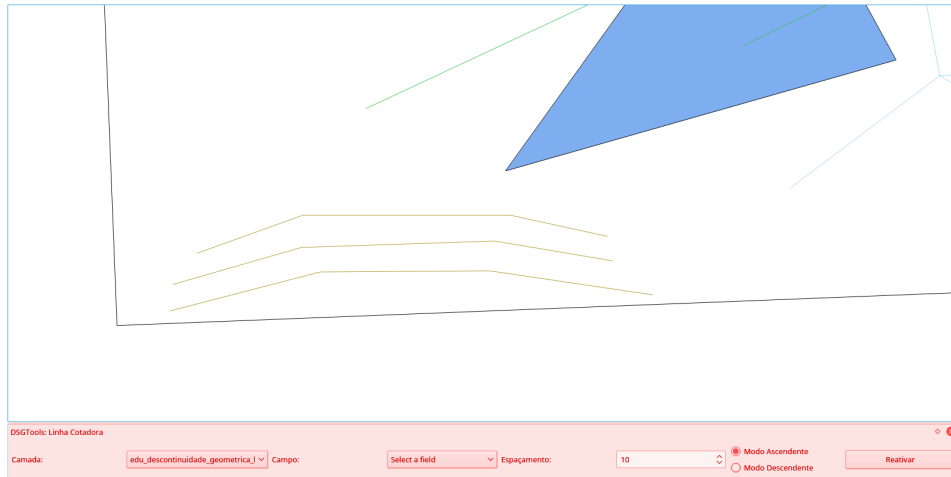 DSGTools: Linha Cotadora
Camada: edu_descontinuidade_geometrica_l Campo: Select a field Espaçamento: 10 Modo Ascendente Reativar
Modo Descendente